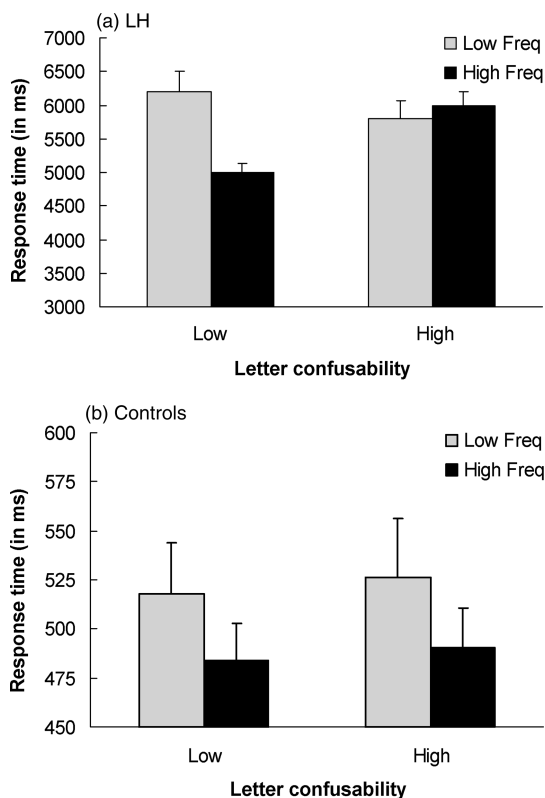 (a) LH
Low Freq
High Freq
Response time (in ms)
7000
6500
6000
5500
5000
4500
4000
3500
3000
Low High
Letter confusability
(b) Controls
Low Freq
High Freq
Response time (in ms)
600
575
550
525
500
475
450
Low High
Letter confusability